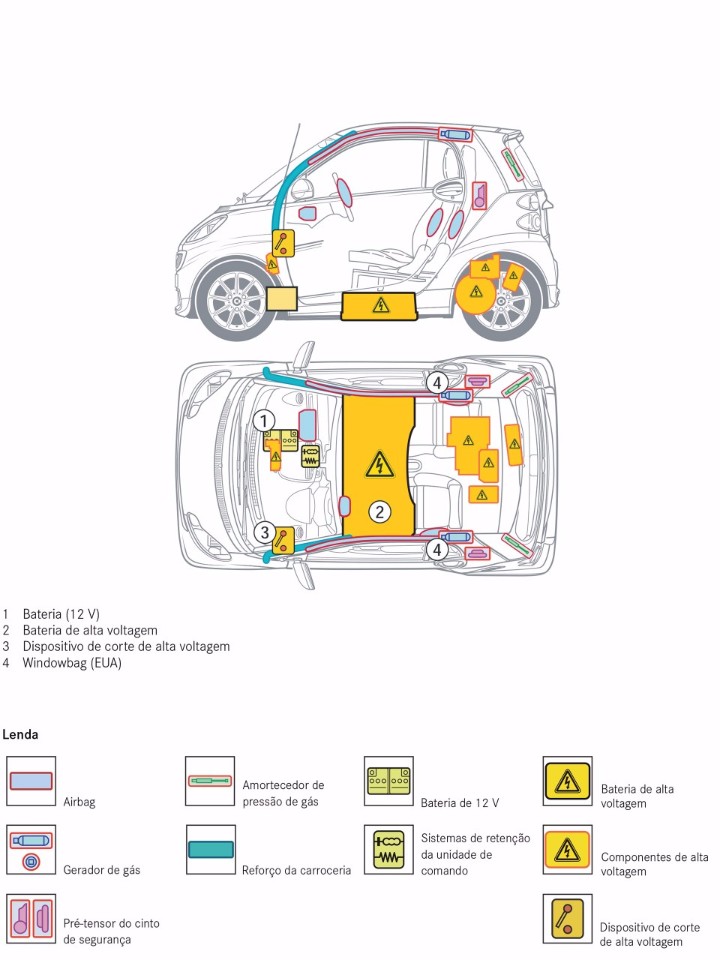 4
1
2
3
4
1 Bateria (12 V)
2 Bateria de alta voltagem
3 Dispositivo de corte de alta voltagem
4 Windowbag (EUA)
Lenda
Airbag
Amortecedor de
pressão de gás
Bateria de 12 V
Bateria de alta
voltagem
Gerador de gás
Reforço da carroceria
Sistemas de retenção
da unidade de
comando
Componentes de alta
voltagem
Pré-tensor do cinto
de segurança
Dispositivo de corte
de alta voltagem